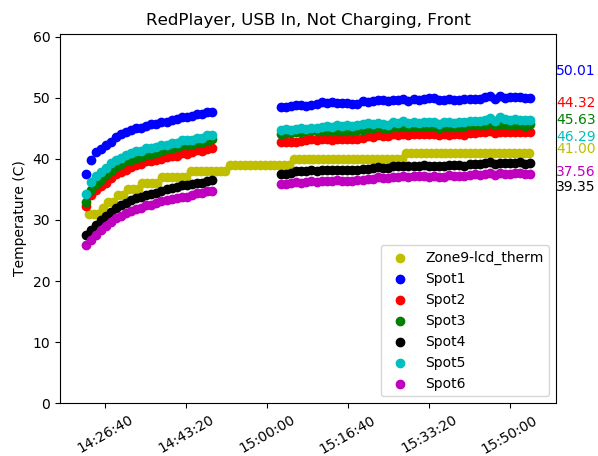 RedPlayer, USB In, Not Charging, Front
Temperature (C)
60
50
40
30
20
10
0
50.01
44.32
45.63
46.29
41.00
37.56
39.35
Zone9-lcd_therm
Spot1
Spot2
Spot3
Spot4
Spot5
Spot6
14:26:40
14:43:20
15:00:00
15:16:40
15:33:20
15:50:00